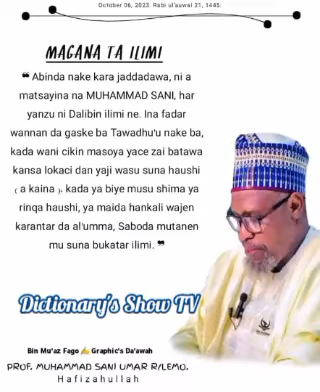 October 06, 2023. Rabi ul'auwal 21, 1445.
MAGANA TA ILIMI
❝ Abinda nake kara jaddadawa, ni a
matsayina na MUHAMMAD SANI, har
yanzu ni Dalibin ilimi ne. Ina fadar
wannan da gaske ba Tawadhu'u nake ba,
kada wani cikin masoya yace zai batawa
kansa lokaci dan yaji wasu suna haushi
( a kaina ). kada ya biye musu shima ya
rinqa haushi, ya maida hankali wajen
karantar da al'umma, Saboda mutanen
mu suna bukatar ilimi. ❞
Dictionary's Show TV
Bin Mu'az Fago ✍ Graphic's Da'awah
PROF. MUHAMMAD SANI UMAR R/LEMO.
Hafizahullah